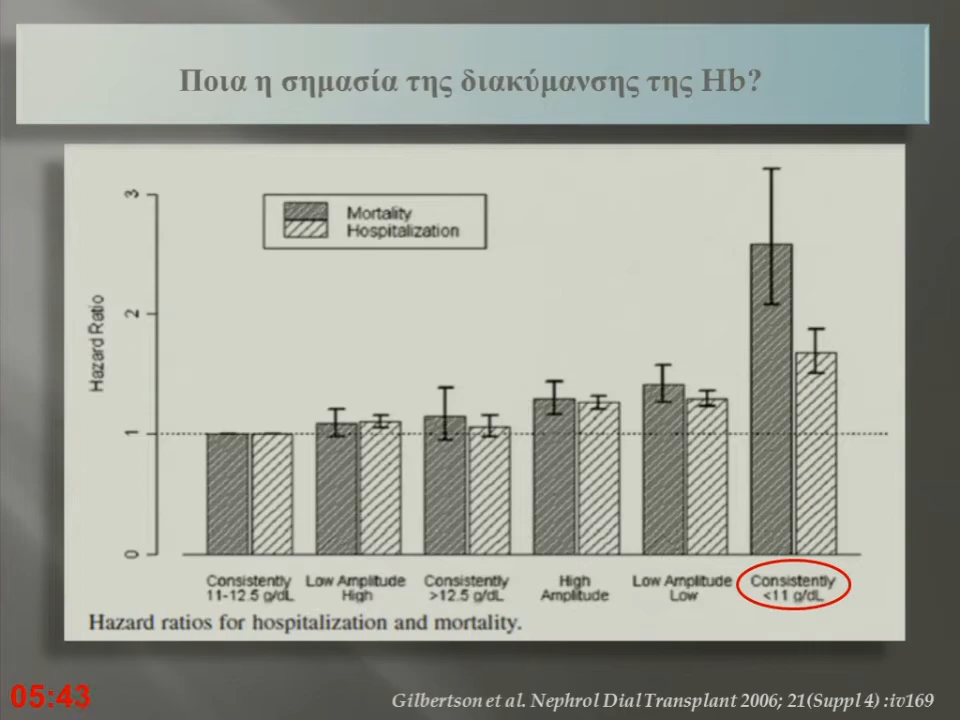 Ποια η σημασία της διακύμανσης της Hb?
3
2
1
0
Hazard Ratio
Mortality
Hospitalization
Consistently
11-12.5 g/dL
Low Amplitude
High
Consistently
>12.5 g/dL
High
Amplitude
Low Amplitude
Low
Consistently
<11 g/dL
Hazard ratios for hospitalization and mortality.
05:43
Gilbertson et al. Nephrol Dial Transplant 2006; 21(Suppl 4) :iv169